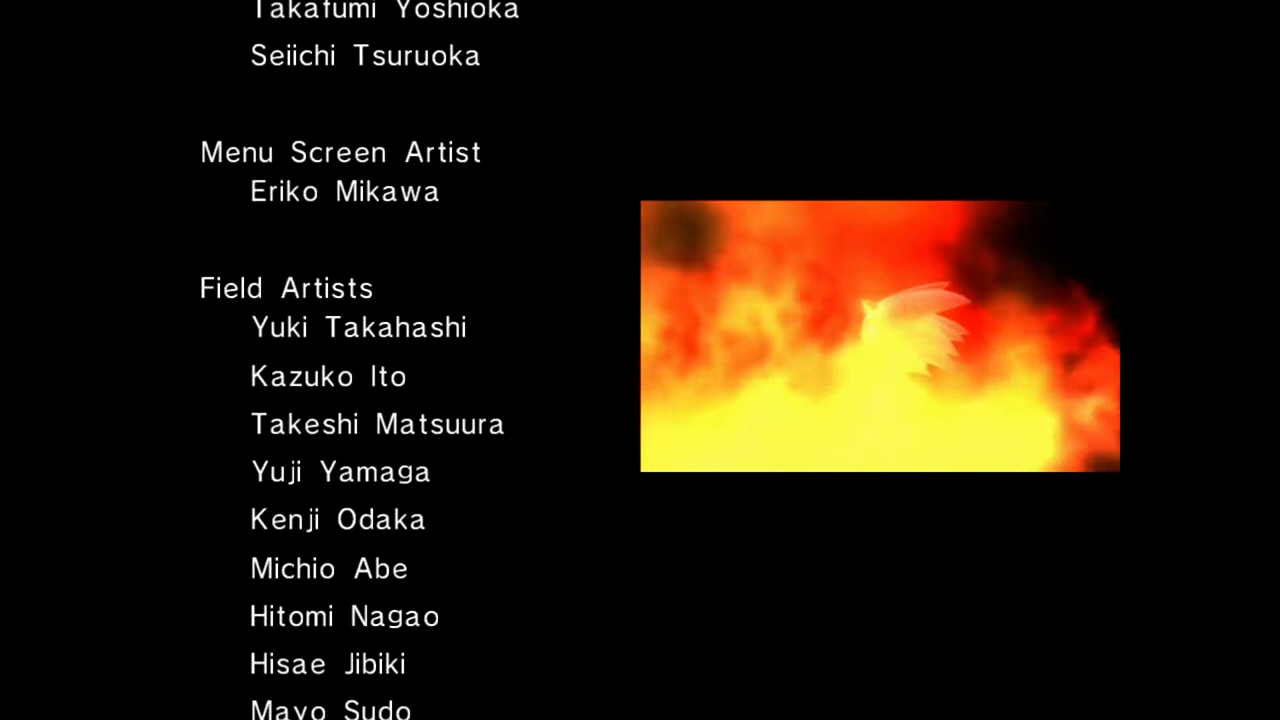 Takafumi Yoshioka
Seiichi Tsuruoka
Menu Screen Artist
Eriko Mikawa
Field Artists
Yuki Takahashi
Kazuko Ito
Takeshi Matsuura
Yuji Yamaga
Kenji Odaka
Michio Abe
Hitomi Nagao
Hisae Jibiki
Mayo Sudo